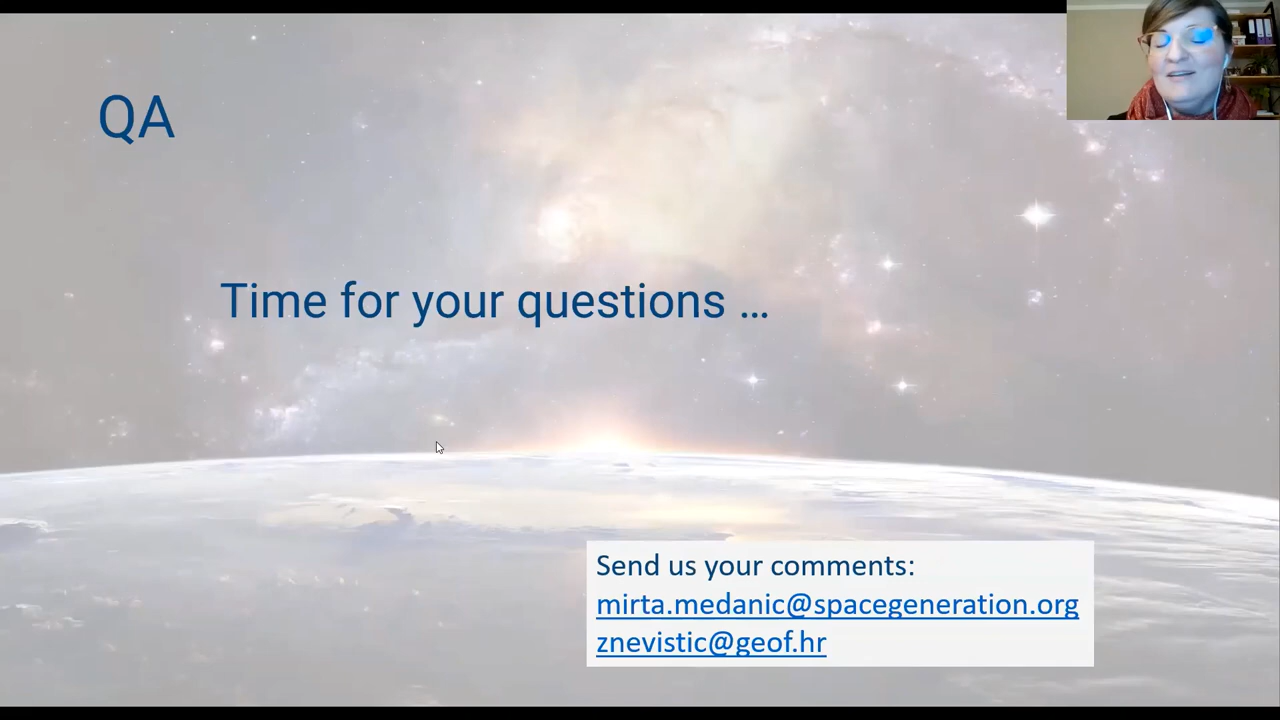 QA
Time for your questions ...
Send us your comments:
mirta.medanic@spacegeneration.org
znevistic@geof.hr